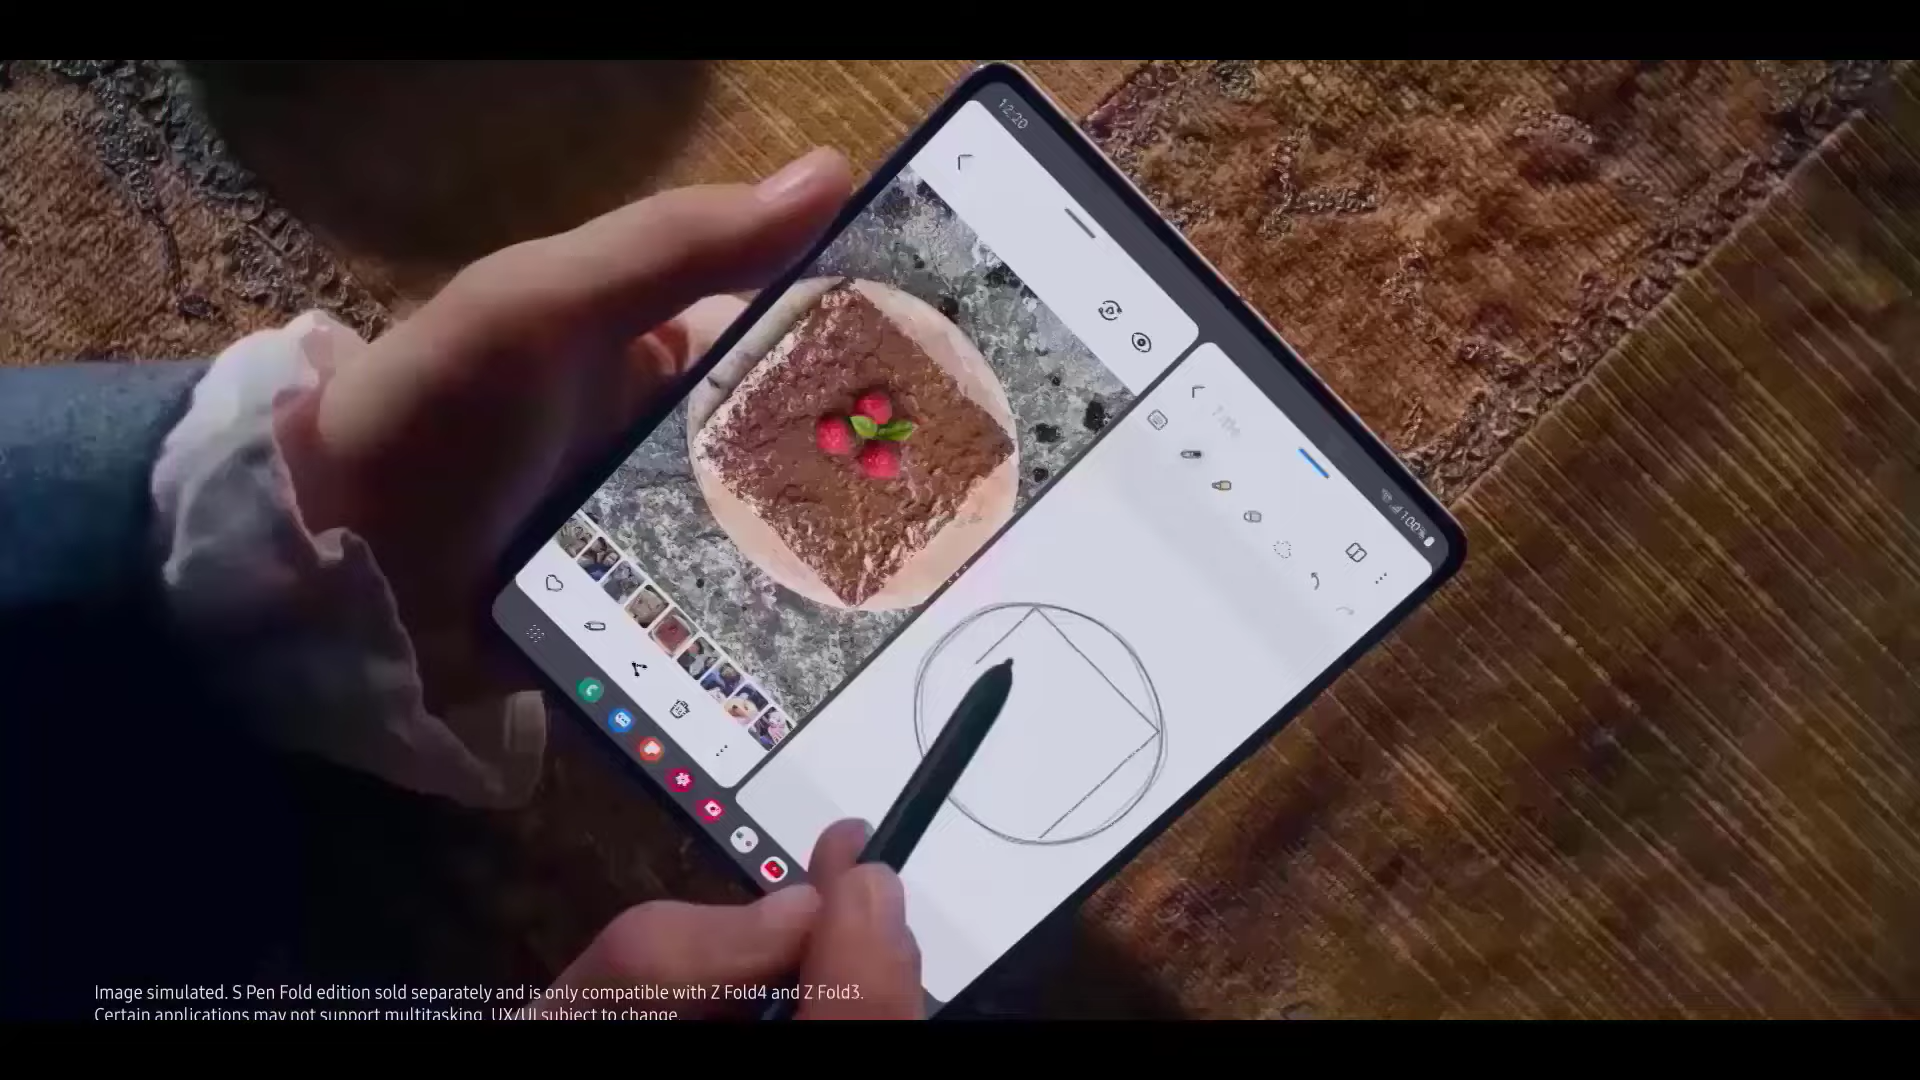 12:20
Title
100%
Image simulated. S Pen Fold edition sold separately and is only compatible with Z Fold4 and Z Fold3.
Certain applications may not support multitasking. UX/UI subject to change.